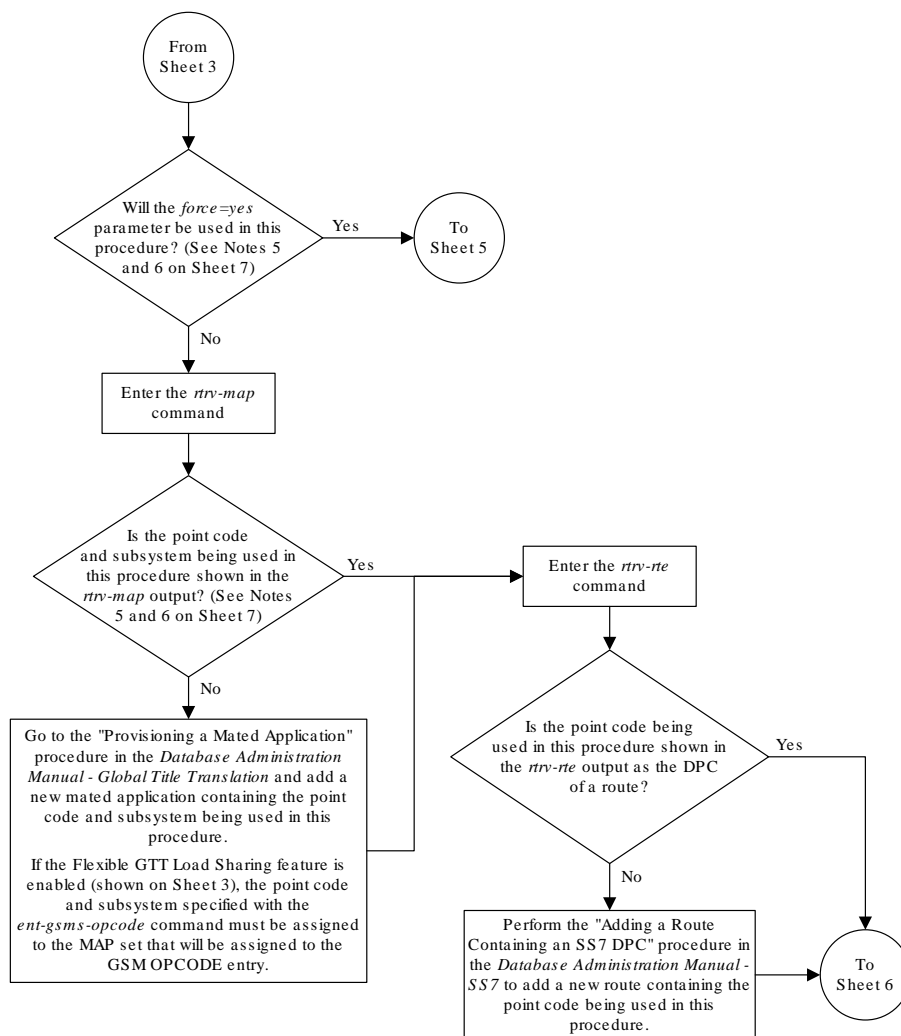 From
Sheet 3
Will the force=yes
parameter be used in this
procedure? (See Notes 5
and 6 on Sheet 7)
Yes
To
Sheet 5
No
Enter the rtrv-map
command
Is the point code
and subsystem being used in
this procedure shown in the
rtrv-map output? (See Notes
5 and 6 on Sheet 7)
Yes
Enter the rtrv-rte
command
No
Go to the "Provisioning a Mated Application"
procedure in the Database Administration
Manual - Global Title Translation and add a
new mated application containing the point
code and subsystem being used in this
procedure.
If the Flexible GTT Load Sharing feature is
enabled (shown on Sheet 3), the point code
and subsystem specified with the
ent-gsms-opcode command must be assigned
to the MAP set that will be assigned to the
GSM OPCODE entry.
Is the point code being
used in this procedure shown in
the rtrv-rte output as the DPC
of a route?
Yes
No
Perform the "Adding a Route
Containing an SS7 DPC" procedure in
the Database Administration Manual -
SS7 to add a new route containing the
point code being used in this
procedure.
To
Sheet 6